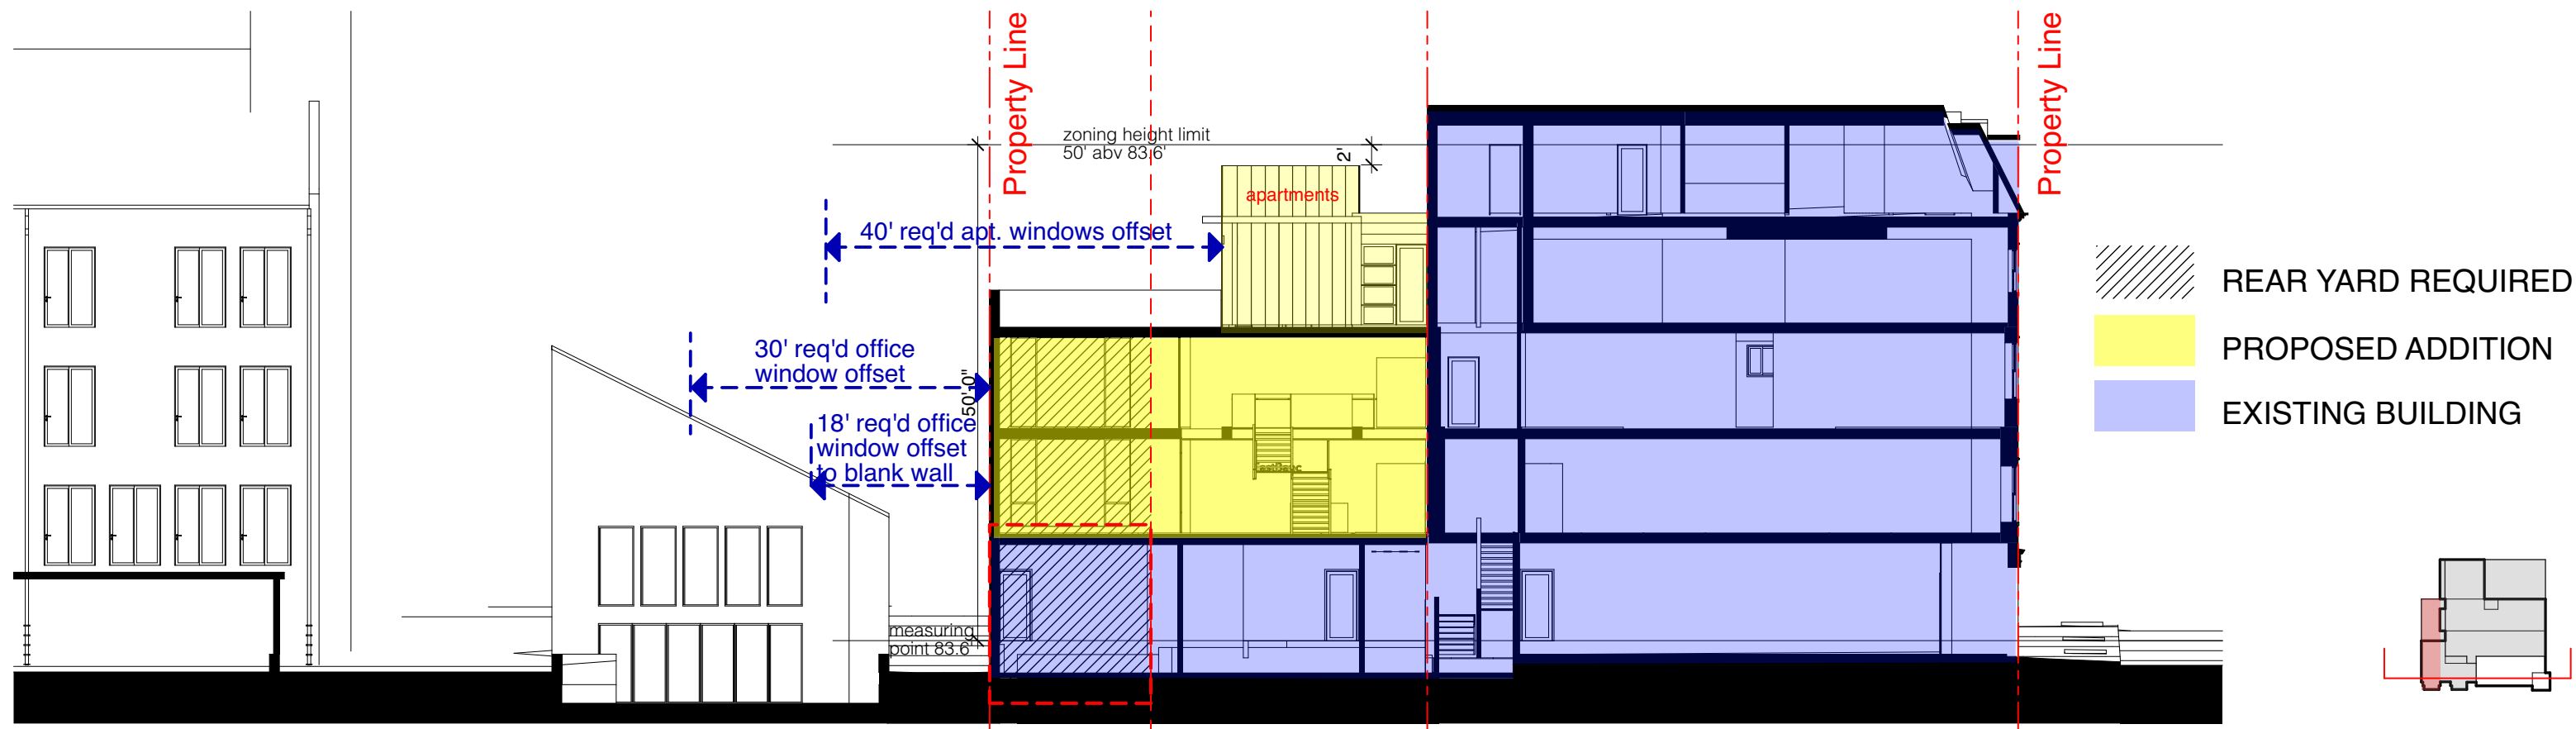 Property Line
Property Line
zoning height limit
50' abv 83.6'
2'
apartments
40' req'd apt. windows offset
30' req'd office
window offset
50'-0"
18' req'd office
window offset
to blank wall
EastBanc
measuring
point 83.6'
REAR YARD REQUIRED
PROPOSED ADDITION
EXISTING BUILDING